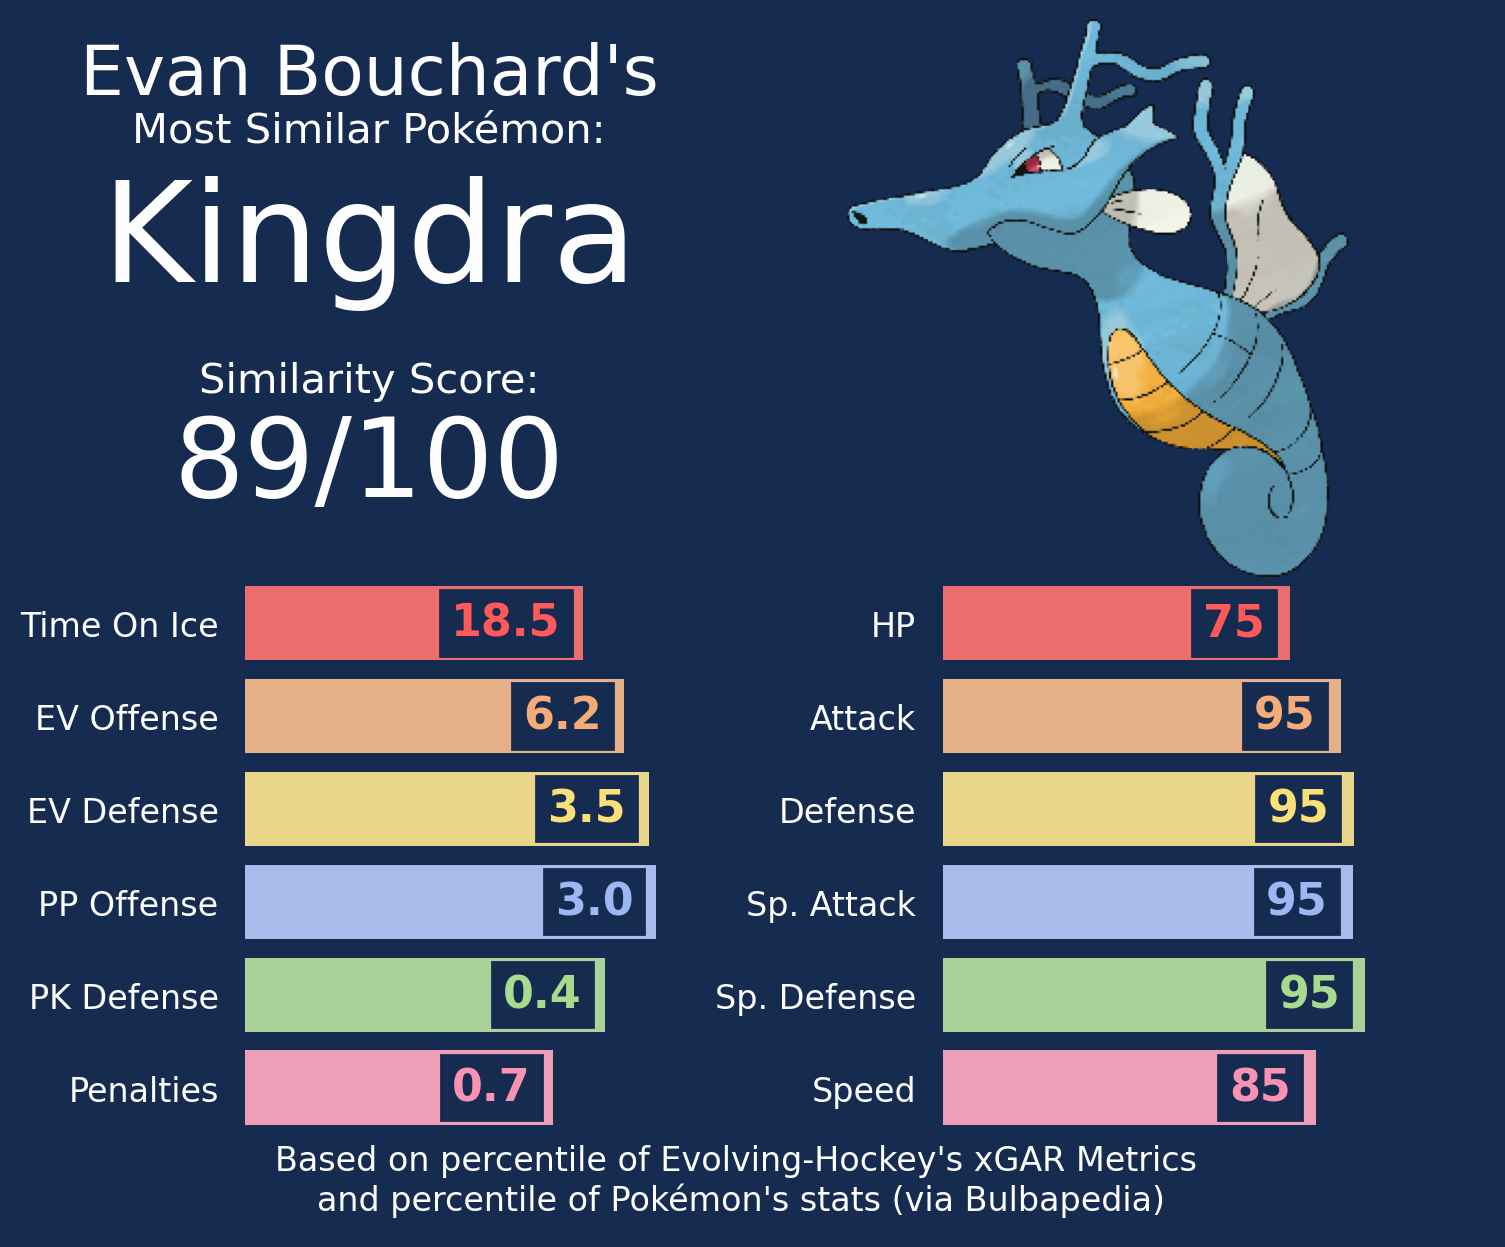 Evan Bouchard's
Most Similar Pokémon:
Kingdra
Similarity Score:
89/100
Time On Ice 18.5
EV Offense 6.2
EV Defense 3.5
PP Offense 3.0
PK Defense 0.4
Penalties 0.7
HP 75
Attack 95
Defense 95
Sp. Attack 95
Sp. Defense 95
Speed 85
Based on percentile of Evolving-Hockey's xGAR Metrics
and percentile of Pokémon's stats (via Bulbapedia)